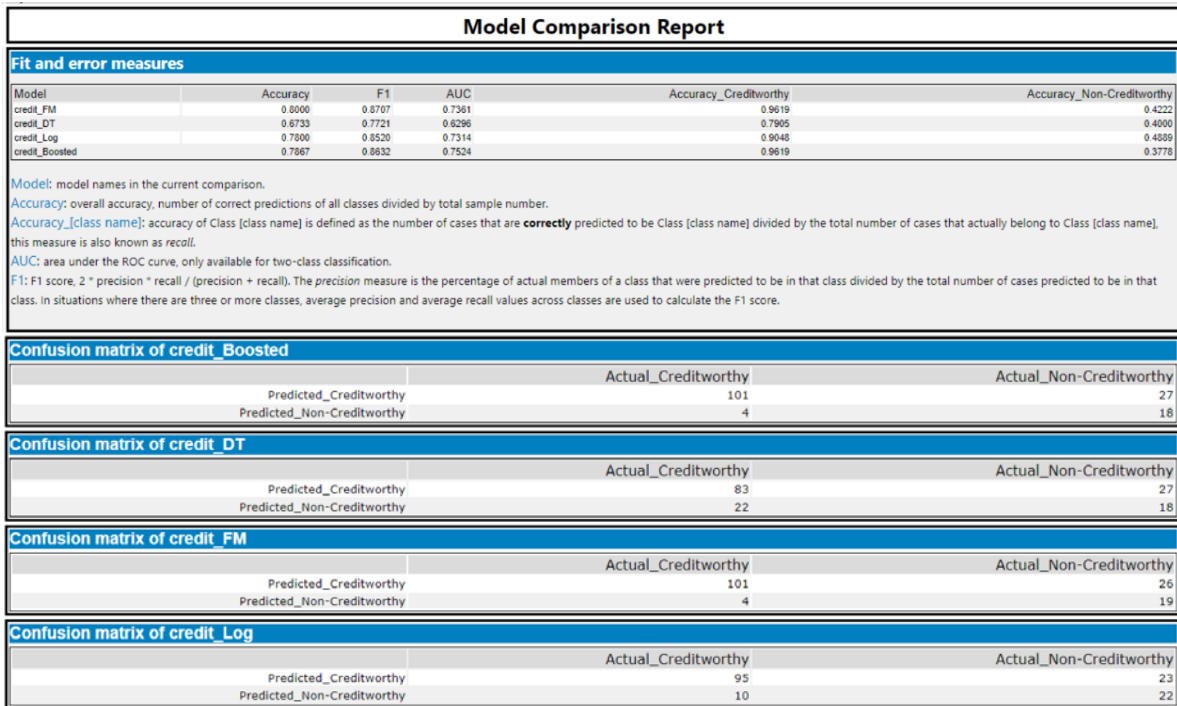 Model Comparison Report
Fit and error measures
Model Accuracy F1 AUC Accuracy_Creditworthy Accuracy_Non-Creditworthy
credit_FM 0.8000 0.8707 0.7361 0.9619 0.4222
credit_DT 0.6733 0.7721 0.6296 0.7905 0.4000
credit_Log 0.7800 0.8520 0.7314 0.9048 0.4889
credit_Boosted 0.7867 0.8632 0.7524 0.9619 0.3778
Model: model names in the current comparison.
Accuracy: overall accuracy, number of correct predictions of all classes divided by total sample number.
Accuracy_[class name]: accuracy of Class [class name] is defined as the number of cases that are correctly predicted to be Class [class name] divided by the total number of cases that actually belong to Class [class name],
this measure is also known as recall.
AUC: area under the ROC curve, only available for two-class classification.
F1: F1 score, 2 * precision * recall / (precision + recall). The precision measure is the percentage of actual members of a class that were predicted to be in that class divided by the total number of cases predicted to be in that
class. In situations where there are three or more classes, average precision and average recall values across classes are used to calculate the F1 score.
Confusion matrix of credit_Boosted
Actual_Creditworthy Actual_Non-Creditworthy
Predicted_Creditworthy 101 27
Predicted_Non-Creditworthy 4 18
Confusion matrix of credit_DT
Actual_Creditworthy Actual_Non-Creditworthy
Predicted_Creditworthy 83 27
Predicted_Non-Creditworthy 22 18
Confusion matrix of credit_FM
Actual_Creditworthy Actual_Non-Creditworthy
Predicted_Creditworthy 101 26
Predicted_Non-Creditworthy 4 19
Confusion matrix of credit_Log
Actual_Creditworthy Actual_Non-Creditworthy
Predicted_Creditworthy 95 23
Predicted_Non-Creditworthy 10 22